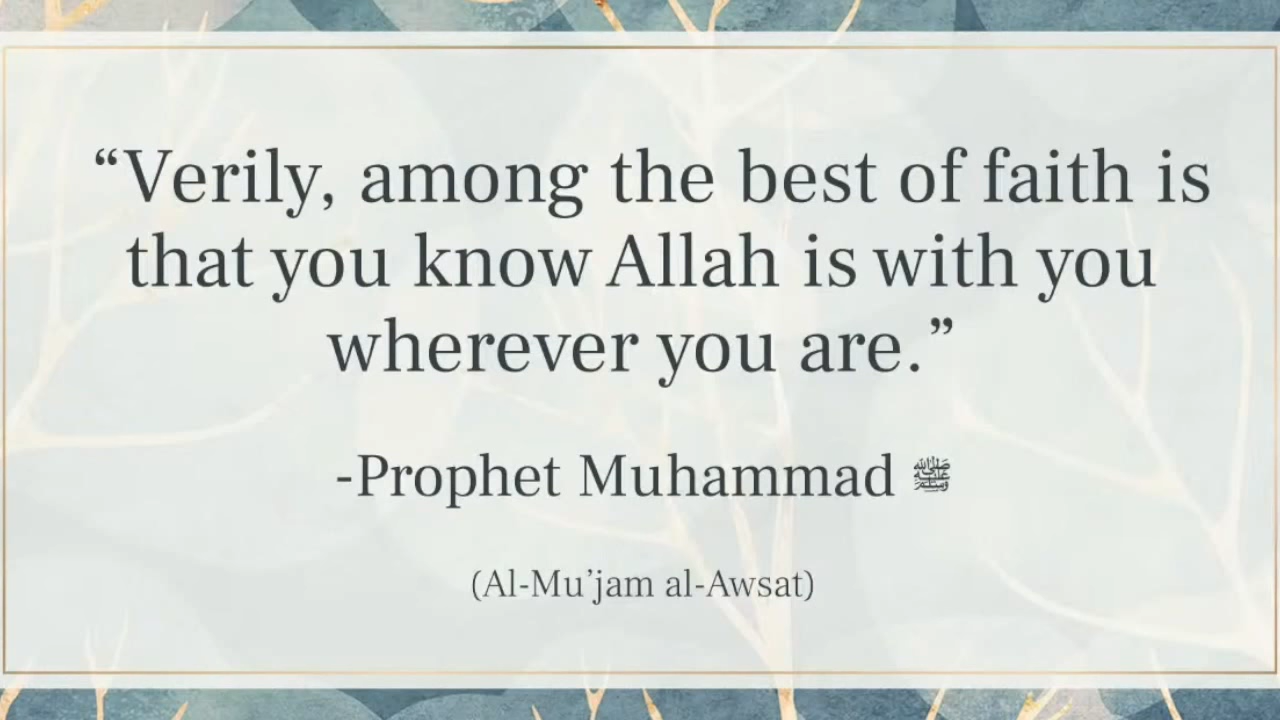 “Verily, among the best of faith is
that you know Allah is with you
wherever you are.”
-Prophet Muhammad ﷺ
(Al-Mu’jam al-Awsat)